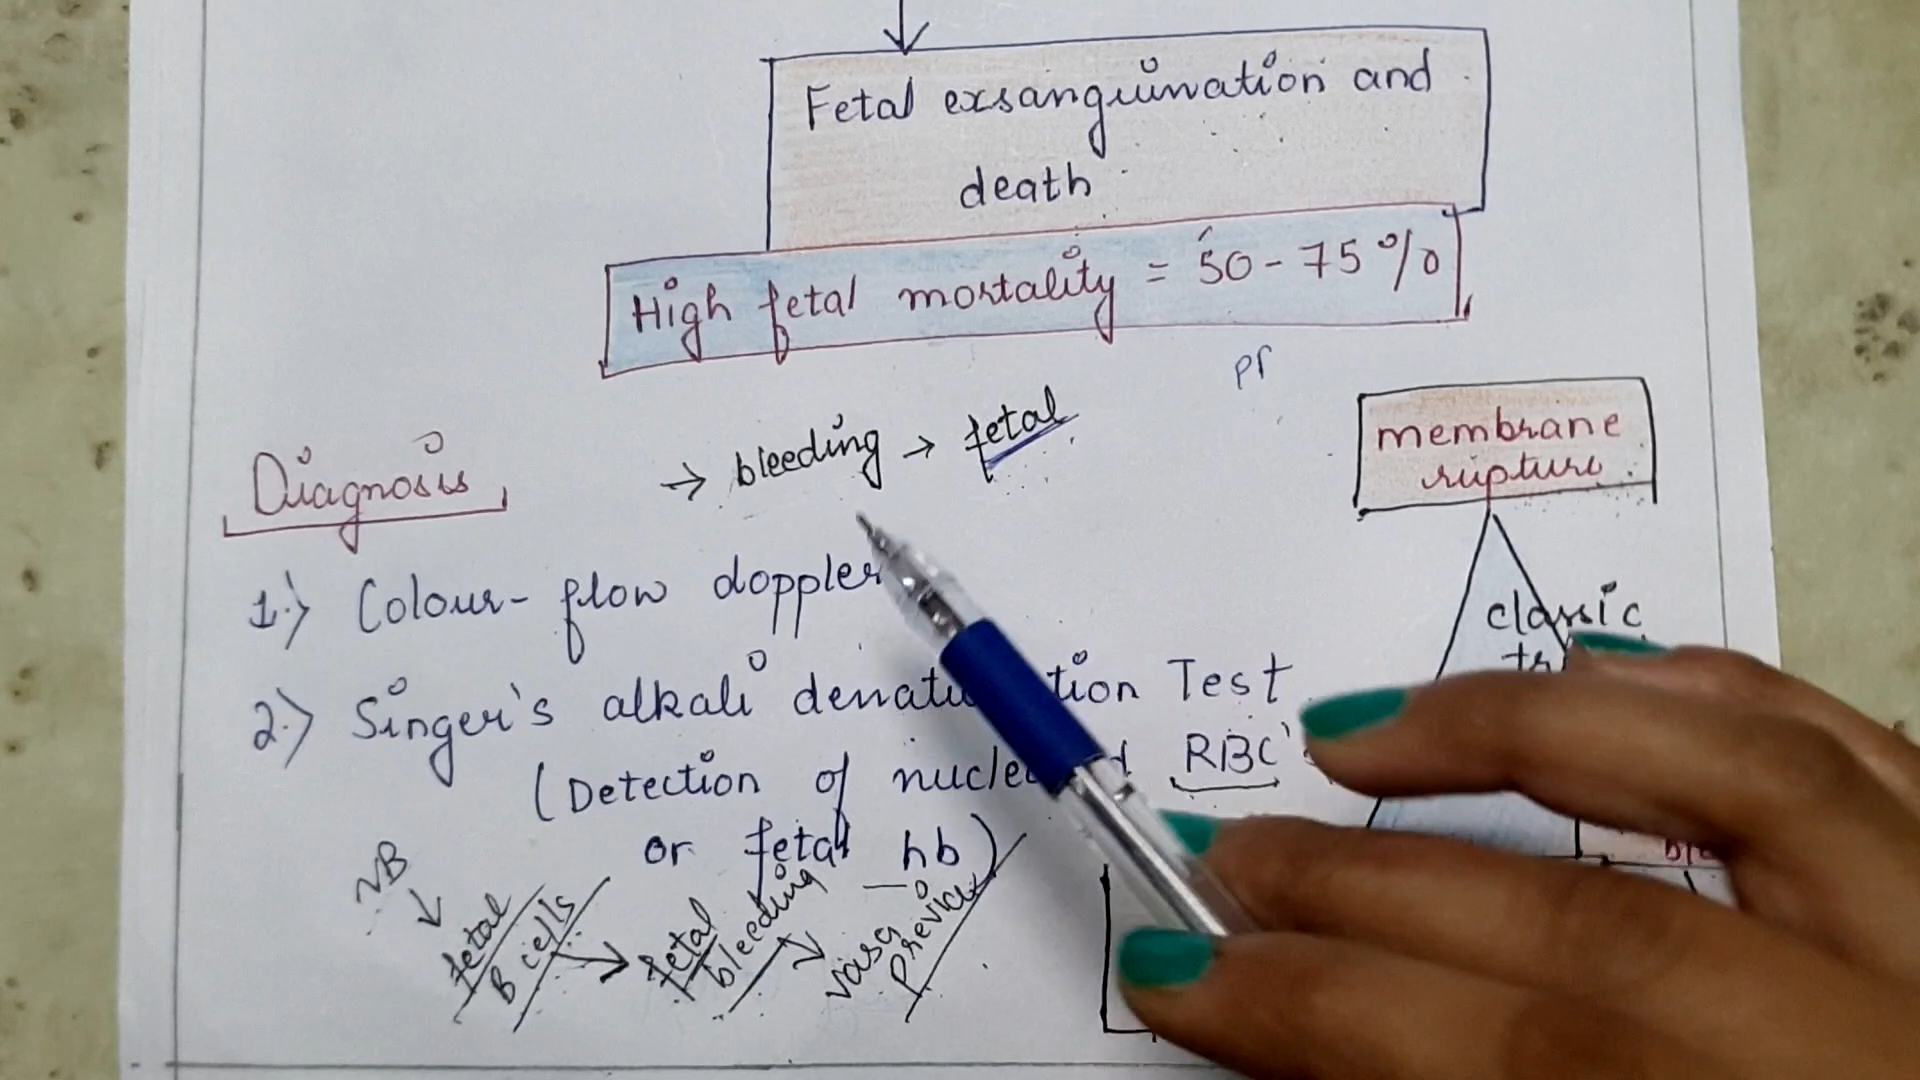 Fetal exsanguination and
death
High fetal mortality = 50-75%
pr
Diagnosis
→ bleeding → fetal
membrane
rupture
1.) Colour-flow doppler
classic
2.) Singer's alkali denatu tion Test
(Detection of nucle d RBC's
or fetal hb)
VB
↓
fetal
B cells
→ fetal
bleeding
→ vasa
previa